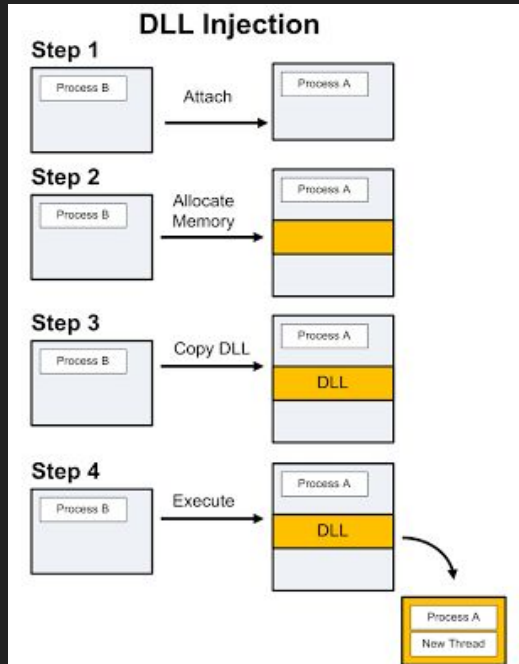 DLL Injection
Step 1
Process B
Attach
Process A
Step 2
Process B
Allocate
Memory
Process A
Step 3
Process B
Copy DLL
Process A
DLL
Step 4
Process B
Execute
Process A
DLL
Process A
New Thread